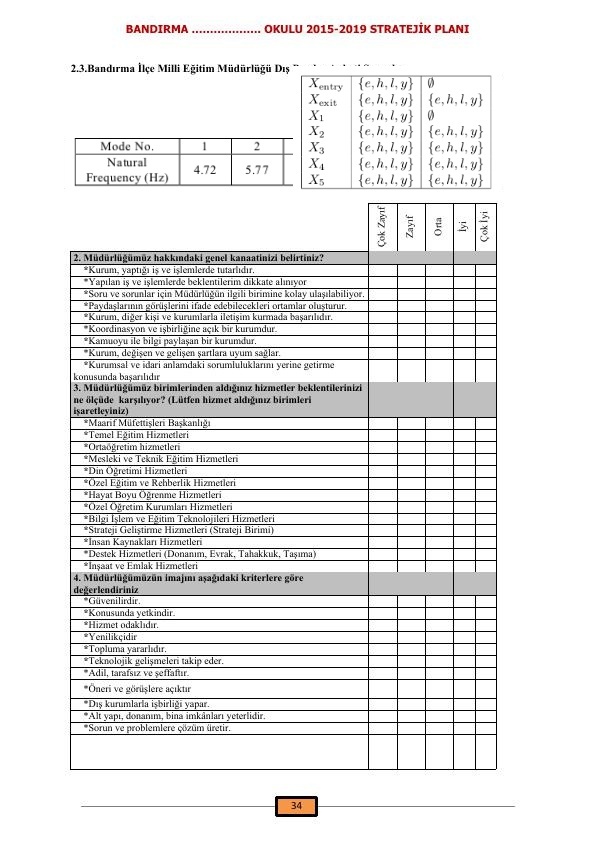 BANDIRMA ................... OKULU 2015-2019 STRATEJİK PLANI
2.3.Bandırma İlçe Milli Eğitim Müdürlüğü Dış
X_entry {e, h, l, y} ∅
X_exit {e, h, l, y} {e, h, l, y}
X_1 {e, h, l, y} ∅
X_2 {e, h, l, y} {e, h, l, y}
X_3 {e, h, l, y} {e, h, l, y}
X_4 {e, h, l, y} {e, h, l, y}
X_5 {e, h, l, y} {e, h, l, y}
Mode No. 1 2
Natural
Frequency (Hz) 4.72 5.77
Çok Zayıf Zayıf Orta İyi Çok İyi
2. Müdürlüğümüz hakkındaki genel kanaatinizi belirtiniz?
*Kurum, yaptığı iş ve işlemlerde tutarlıdır.
*Yapılan iş ve işlemlerde beklentilerim dikkate alınıyor
*Soru ve sorunlar için Müdürlüğün ilgili birimine kolay ulaşılabiliyor.
*Paydaşlarının görüşlerini ifade edebilecekleri ortamlar oluşturur.
*Kurum, diğer kişi ve kurumlarla iletişim kurmada başarılıdır.
*Koordinasyon ve işbirliğine açık bir kurumdur.
*Kamuoyu ile bilgi paylaşan bir kurumdur.
*Kurum, değişen ve gelişen şartlara uyum sağlar.
*Kurumsal ve idari anlamdaki sorumluluklarını yerine getirme
konusunda başarılıdır
3. Müdürlüğümüz birimlerinden aldığınız hizmetler beklentilerinizi
ne ölçüde karşılıyor? (Lütfen hizmet aldığınız birimleri
işaretleyiniz)
*Maarif Müfettişleri Başkanlığı
*Temel Eğitim Hizmetleri
*Ortaöğretim hizmetleri
*Mesleki ve Teknik Eğitim Hizmetleri
*Din Öğretimi Hizmetleri
*Özel Eğitim ve Rehberlik Hizmetleri
*Hayat Boyu Öğrenme Hizmetleri
*Özel Öğretim Kurumları Hizmetleri
*Bilgi İşlem ve Eğitim Teknolojileri Hizmetleri
*Strateji Geliştirme Hizmetleri (Strateji Birimi)
*İnsan Kaynakları Hizmetleri
*Destek Hizmetleri (Donanım, Evrak, Tahakkuk, Taşıma)
*İnşaat ve Emlak Hizmetleri
4. Müdürlüğümüzün imajını aşağıdaki kriterlere göre
değerlendiriniz
*Güvenilirdir.
*Konusunda yetkindir.
*Hizmet odaklıdır.
*Yenilikçidir
*Topluma yararlıdır.
*Teknolojik gelişmeleri takip eder.
*Adil, tarafsız ve şeffaftır.
*Öneri ve görüşlere açıktır
*Dış kurumlarla işbirliği yapar.
*Alt yapı, donanım, bina imkânları yeterlidir.
*Sorun ve problemlere çözüm üretir.
34